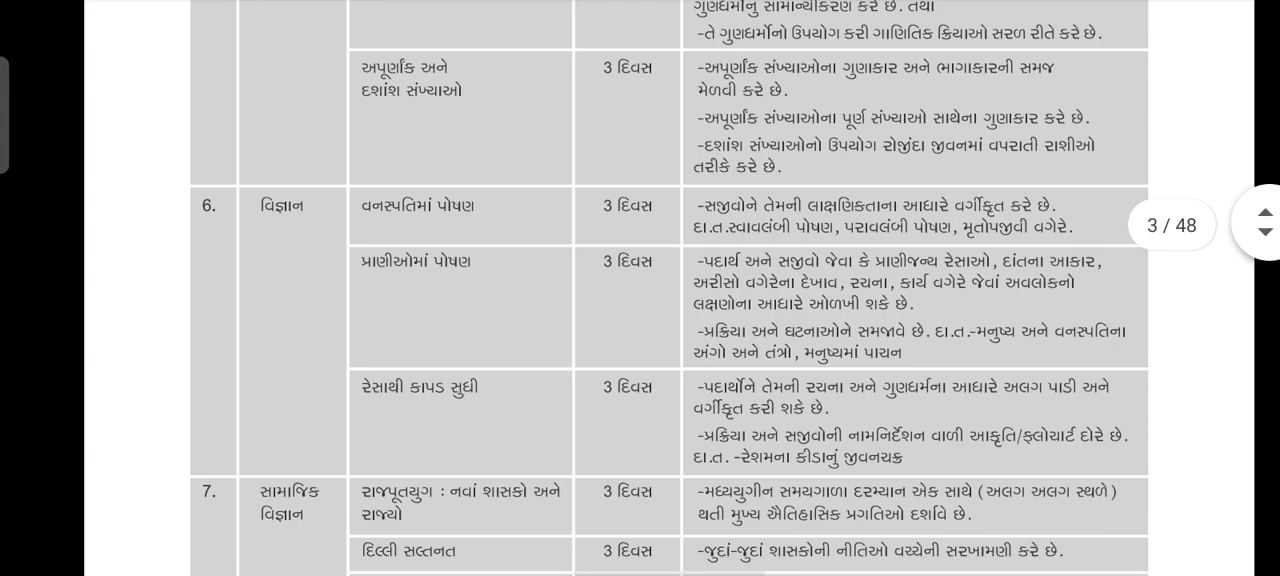 ગુણધર્મોનું સામાન્યીકરણ કરે છે. તથા
-તે ગુણધર્મોનો ઉપયોગ કરી ગાણિતિક ક્રિયાઓ સરળ રીતે કરે છે.
અપૂર્ણાંક અને
દશાંશ સંખ્યાઓ
3 દિવસ
-અપૂર્ણાંક સંખ્યાઓના ગુણાકાર અને ભાગાકારની સમજ
મેળવી કરે છે.
-અપૂર્ણાંક સંખ્યાઓના પૂર્ણ સંખ્યાઓ સાથેના ગુણાકાર કરે છે.
-દશાંશ સંખ્યાઓનો ઉપયોગ રોજીંદા જીવનમાં વપરાતી રાશીઓ
તરીકે કરે છે.
6.
વિજ્ઞાન
વનસ્પતિમાં પોષણ
3 દિવસ
-સજીવોને તેમની લાક્ષણિકતાના આધારે વર્ગીકૃત કરે છે.
દા.ત.સ્વાવલંબી પોષણ, પરાવલંબી પોષણ, મૃતોપજીવી વગેરે.
3 / 48
પ્રાણીઓમાં પોષણ
3 દિવસ
-પદાર્થ અને સજીવો જેવા કે પ્રાણીજન્ય રેસાઓ, દાંતના આકાર,
અરીસો વગેરેના દેખાવ, રચના, કાર્ય વગેરે જેવાં અવલોકનો
લક્ષણોના આધારે ઓળખી શકે છે.
-પ્રક્રિયા અને ઘટનાઓને સમજાવે છે. દા.ત.-મનુષ્ય અને વનસ્પતિના
અંગો અને તંત્રો, મનુષ્યમાં પાચન
રેસાથી કાપડ સુધી
3 દિવસ
-પદાર્થોને તેમની રચના અને ગુણધર્મના આધારે અલગ પાડી અને
વર્ગીકૃત કરી શકે છે.
-પ્રક્રિયા અને સજીવોની નામનિર્દેશન વાળી આકૃતિ/ફ્લોચાર્ટ દોરે છે.
દા.ત. -રેશમના કીડાનું જીવનચક્ર
7.
સામાજિક
વિજ્ઞાન
રાજપૂતયુગ : નવાં શાસકો અને
રાજ્યો
3 દિવસ
-મધ્યયુગીન સમયગાળા દરમ્યાન એક સાથે (અલગ અલગ સ્થળે)
થતી મુખ્ય ઐતિહાસિક પ્રગતિઓ દર્શાવે છે.
દિલ્લી સલ્તનત
3 દિવસ
-જુદાં-જુદાં શાસકોની નીતિઓ વચ્ચેની સરખામણી કરે છે.